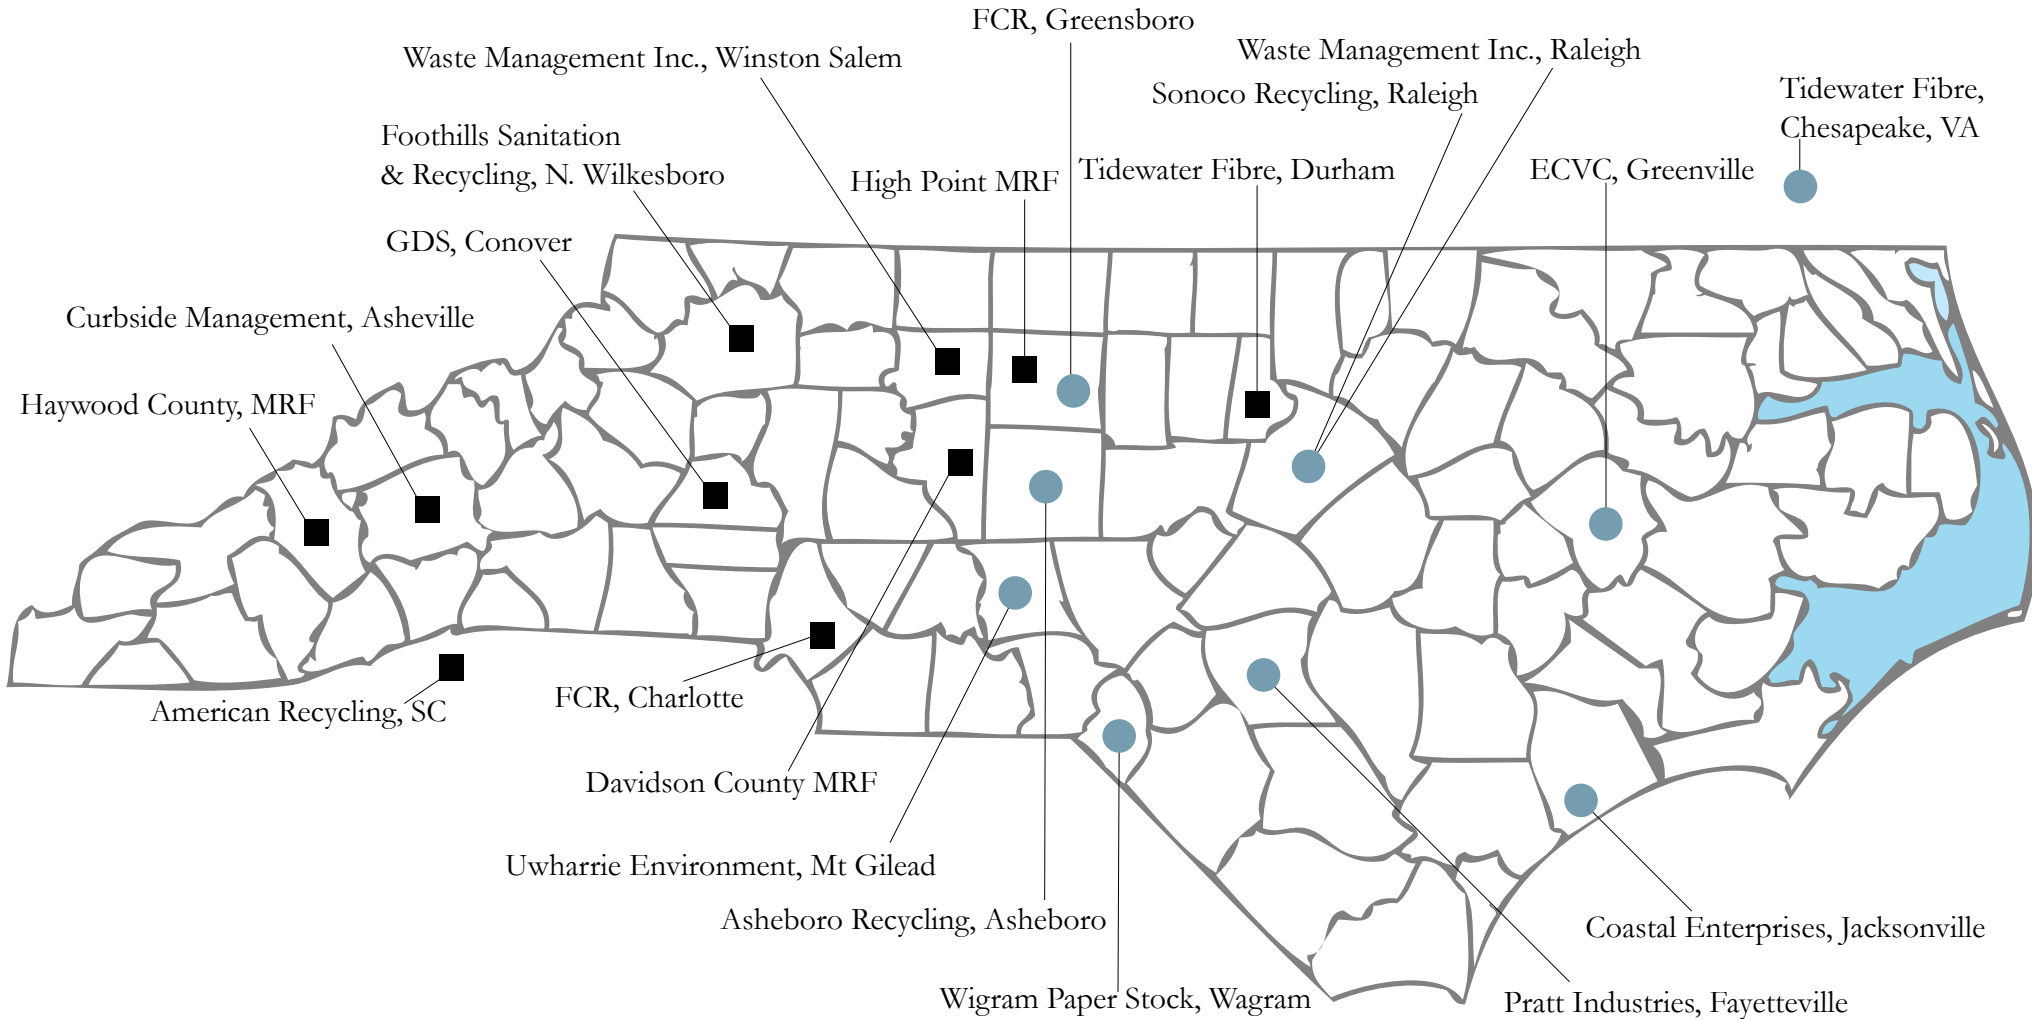 FCR, Greensboro
Waste Management Inc., Winston Salem
Waste Management Inc., Raleigh
Sonoco Recycling, Raleigh
Tidewater Fibre,
Chesapeake, VA
Foothills Sanitation
& Recycling, N. Wilkesboro
High Point MRF
Tidewater Fibre, Durham
ECVC, Greenville
GDS, Conover
Curbside Management, Asheville
Haywood County, MRF
American Recycling, SC
FCR, Charlotte
Davidson County MRF
Uwharrie Environment, Mt Gilead
Asheboro Recycling, Asheboro
Coastal Enterprises, Jacksonville
Wigram Paper Stock, Wagram
Pratt Industries, Fayetteville